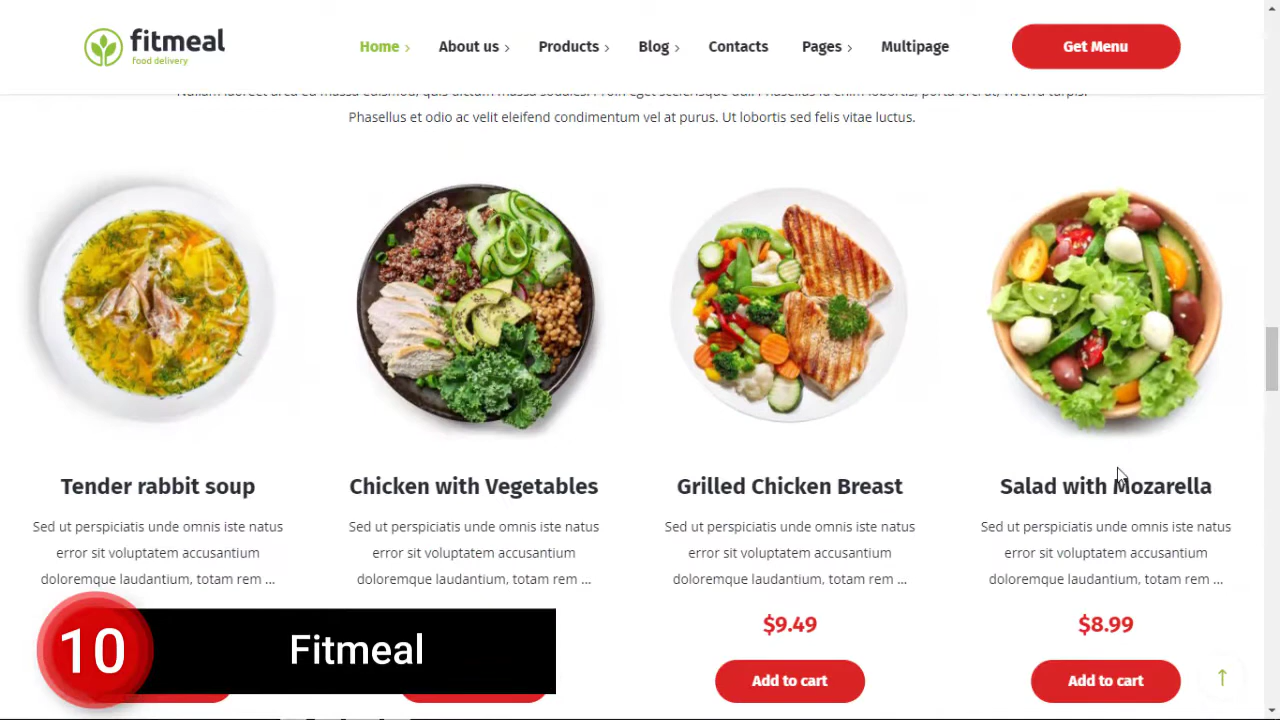 fitmeal
food delivery
Home
About us
Products
Blog
Contacts
Pages
Multipage
Get Menu
Phasellus et odio ac velit eleifend condimentum vel at purus. Ut lobortis sed felis vitae luctus.
Tender rabbit soup
Sed ut perspiciatis unde omnis iste natus
error sit voluptatem accusantium
doloremque laudantium, totam rem ...
Chicken with Vegetables
Sed ut perspiciatis unde omnis iste natus
error sit voluptatem accusantium
doloremque laudantium, totam rem ...
Grilled Chicken Breast
Sed ut perspiciatis unde omnis iste natus
error sit voluptatem accusantium
doloremque laudantium, totam rem ...
$9.49
Add to cart
Salad with Mozarella
Sed ut perspiciatis unde omnis iste natus
error sit voluptatem accusantium
doloremque laudantium, totam rem ...
$8.99
Add to cart
10
Fitmeal